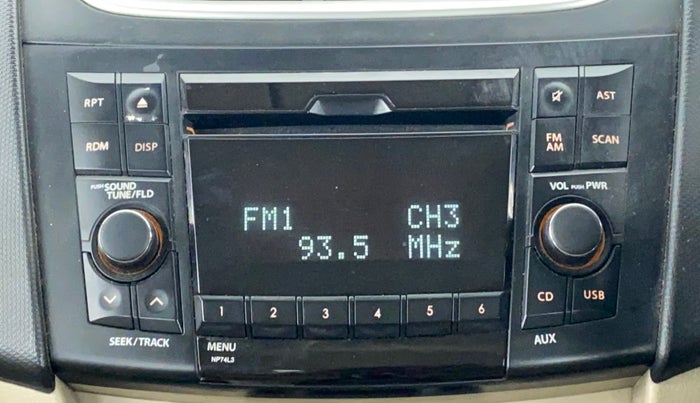 RPT
AST
RDM DISP
FM
AM
SCAN
PUSH SOUND
TUNE/FLD
VOL PUSH PWR
FM1 CH3
93.5 MHz
1 2 3 4 5 6
CD USB
SEEK/TRACK
MENU
NP74L3
AUX